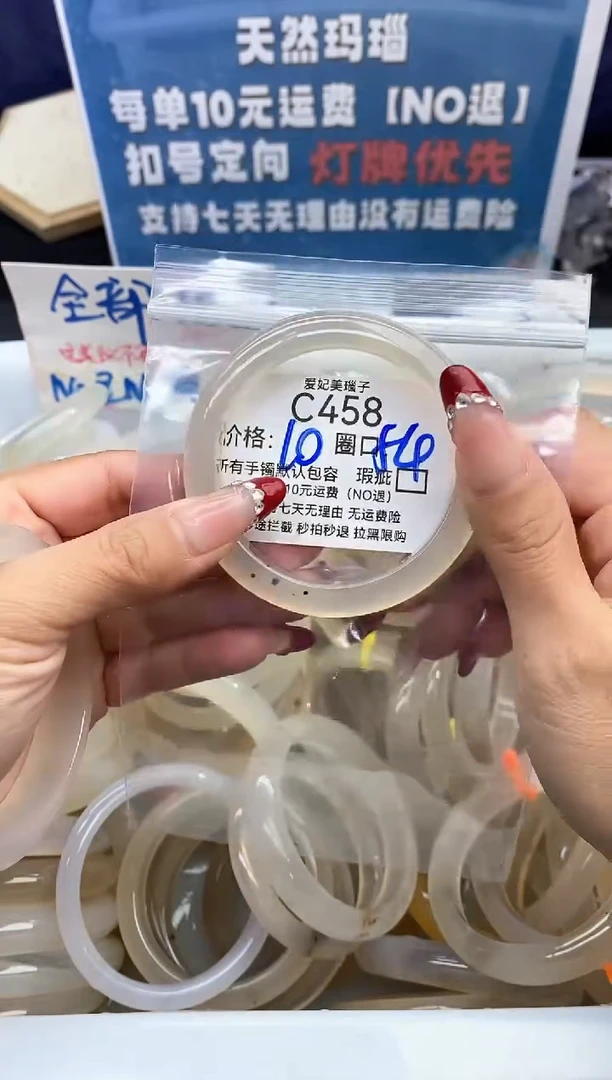 天然玛瑙
每单10元运费【NO退】
扣号定向 灯牌优先
支持七天无理由没有运费险
全部
爱妃美瑙子
C458
价格: 10 圈口 54
所有手镯默认包容 瑕疵
10元运费 (NO退)
七天无理由 无运费险
途拦截 秒拍秒退 拉黑限购